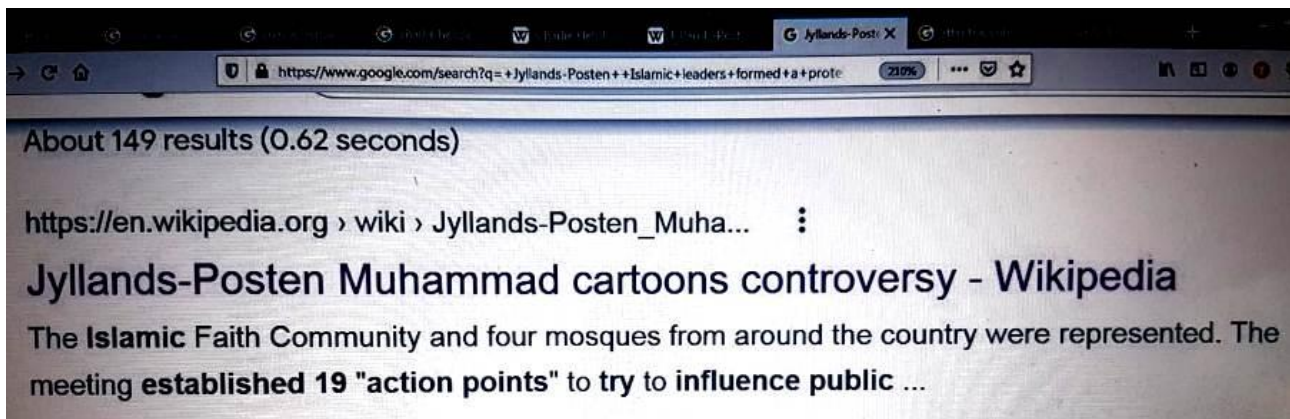 G Jyllands-Poste X
https://www.google.com/search?q=+Jyllands-Posten++Islamic+leaders+formed+a+prote 210% ...
About 149 results (0.62 seconds)
https://en.wikipedia.org › wiki › Jyllands-Posten_Muha...
Jyllands-Posten Muhammad cartoons controversy - Wikipedia
The Islamic Faith Community and four mosques from around the country were represented. The
meeting established 19 "action points" to try to influence public ...